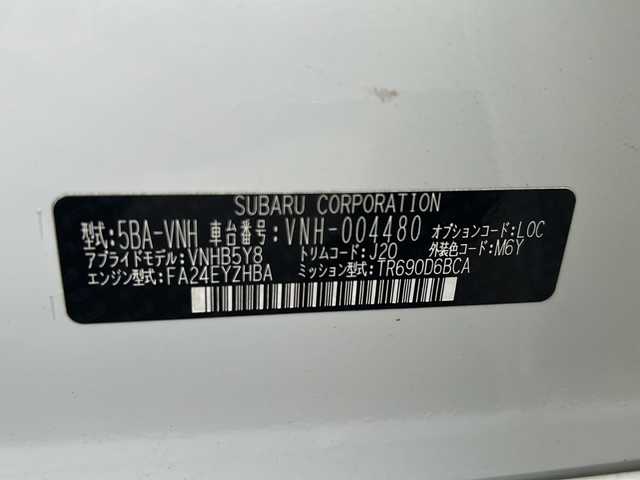 SUBARU CORPORATION
型式:5BA-VNH 車台番号:VNH-004480 オプションコード:LOC
アプライドモデル:VNHB5Y8 トリムコード:J20 外装色コード:M6Y
エンジン型式:FA24EYZHBA ミッション型式:TR690D6BCA